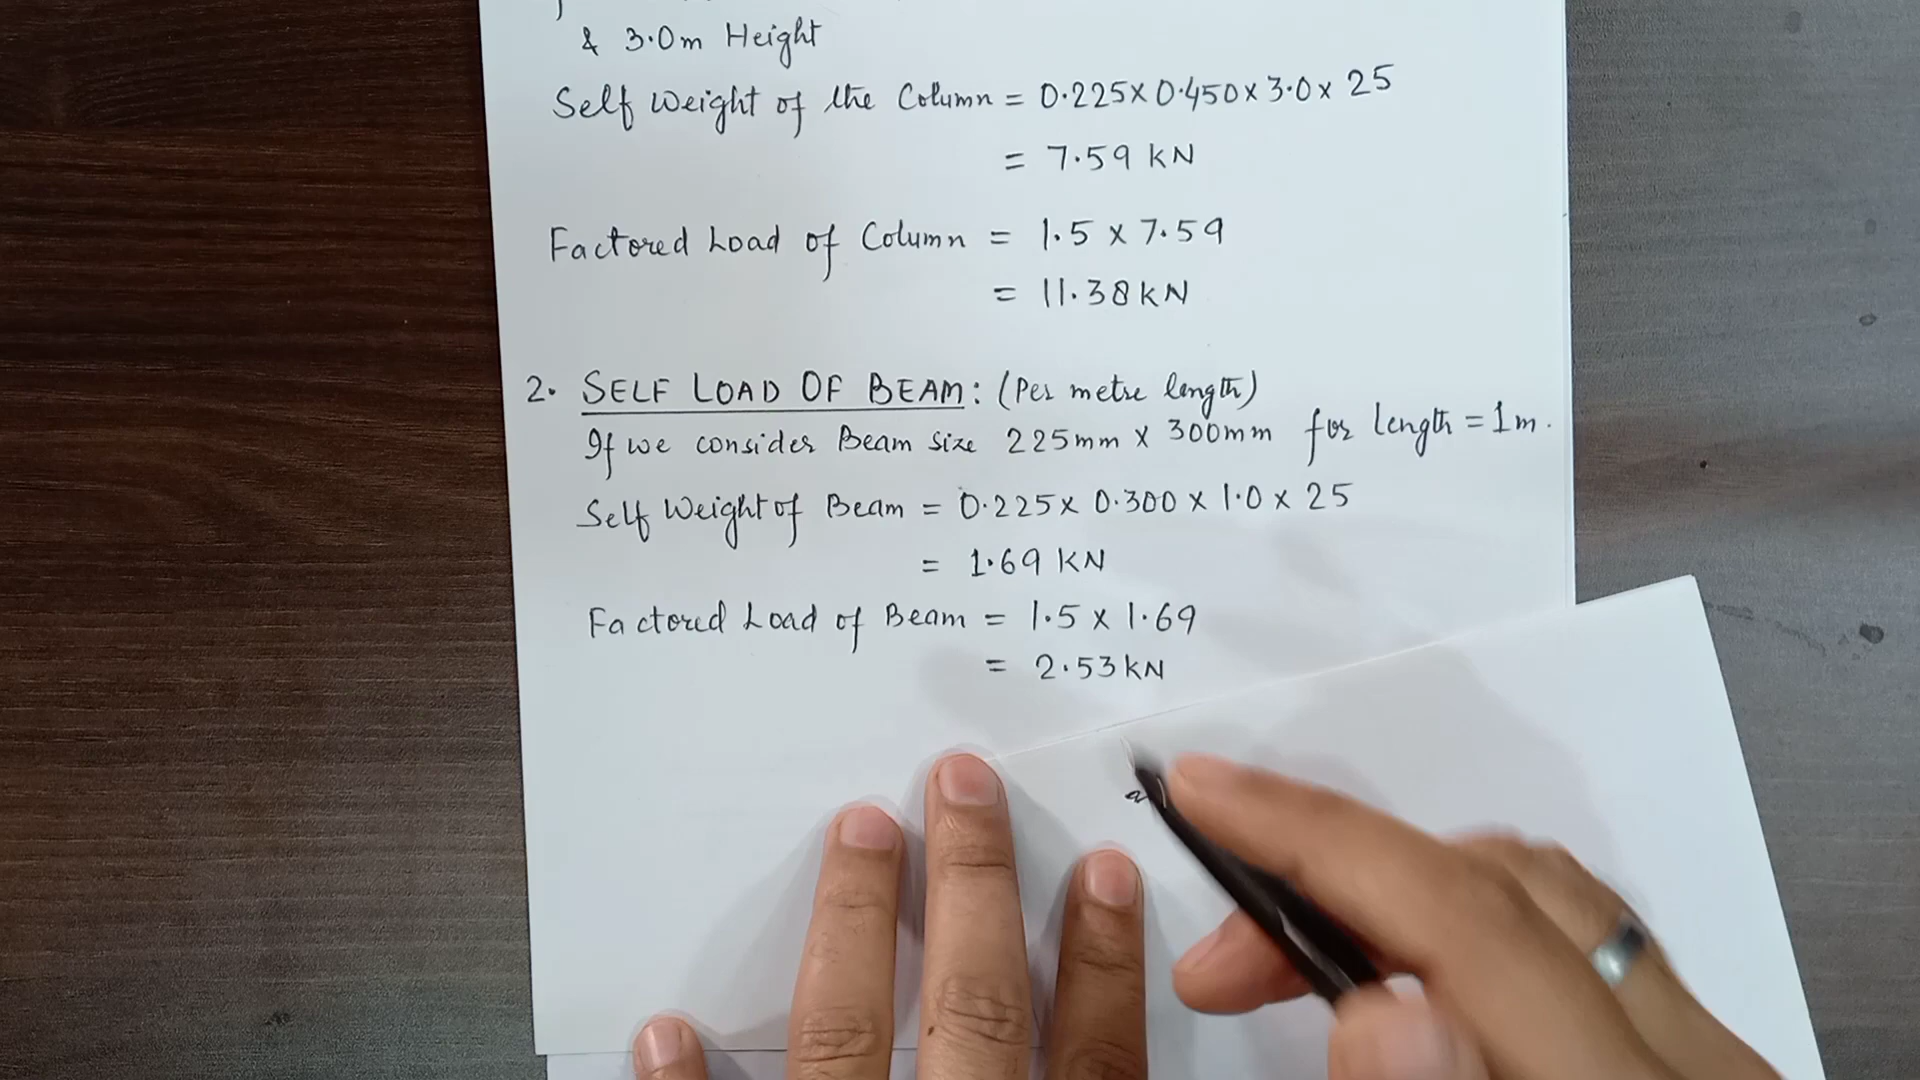 & 3.0m Height
Self Weight of the Column = 0.225 x 0.450 x 3.0 x 25
= 7.59 KN
Factored Load of Column = 1.5 x 7.59
= 11.38 KN
2. SELF LOAD OF BEAM: (Per metre length)
If we consider Beam Size 225mm x 300mm for length = 1m.
Self Weight of Beam = 0.225 x 0.300 x 1.0 x 25
= 1.69 KN
Factored Load of Beam = 1.5 x 1.69
= 2.53 KN